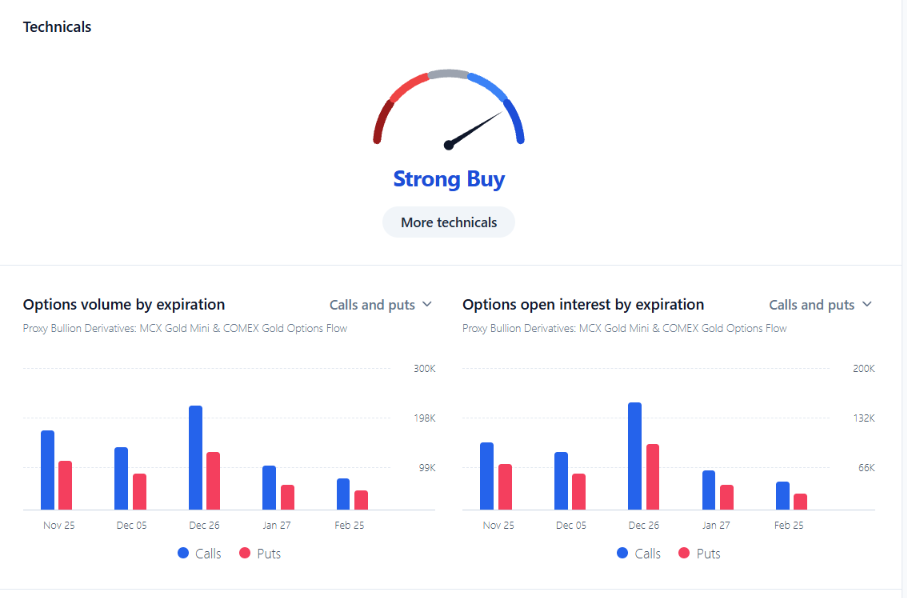 Technicals
Strong Buy
More technicals
Options volume by expiration
Calls and puts
Proxy Bullion Derivatives: MCX Gold Mini & COMEX Gold Options Flow
300K
198K
99K
Nov 25 Dec 05 Dec 26 Jan 27 Feb 25
Calls Puts
Options open interest by expiration
Calls and puts
Proxy Bullion Derivatives: MCX Gold Mini & COMEX Gold Options Flow
200K
132K
66K
Nov 25 Dec 05 Dec 26 Jan 27 Feb 25
Calls Puts